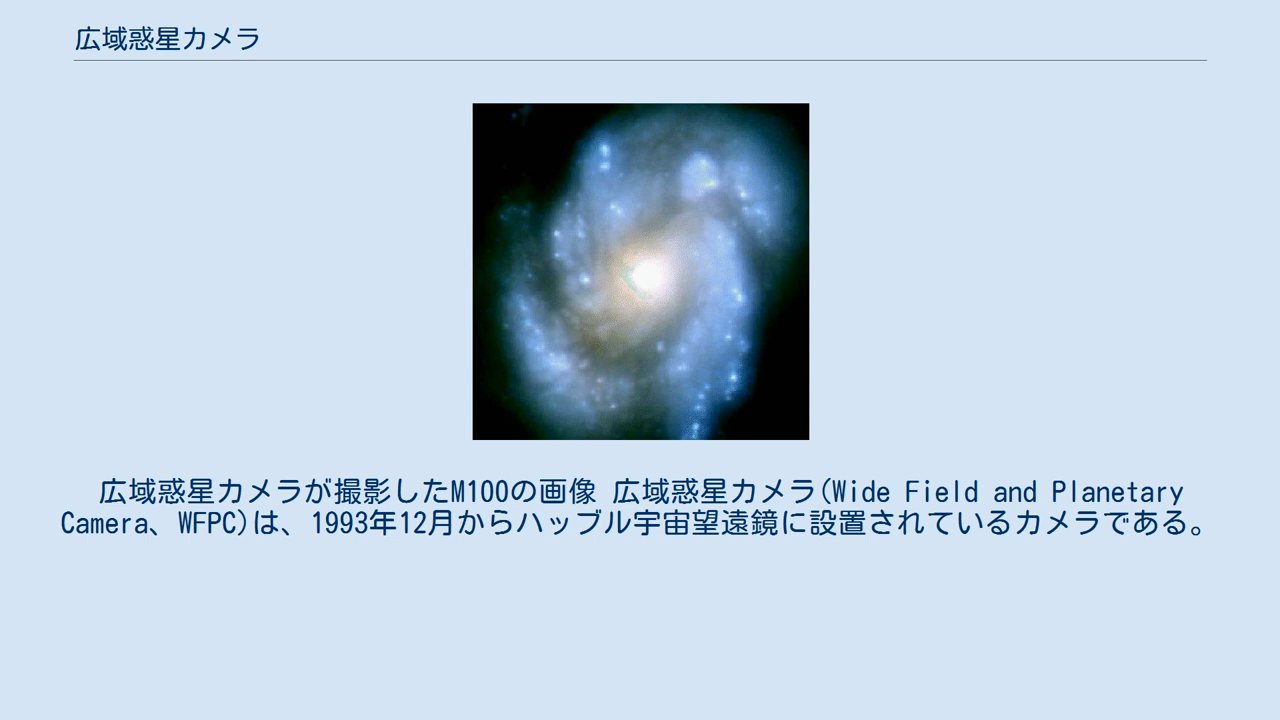 広域惑星カメラ
広域惑星カメラが撮影したM100の画像 広域惑星カメラ(Wide Field and Planetary
Camera、WFPC)は、1993年12月からハッブル宇宙望遠鏡に設置されているカメラである。